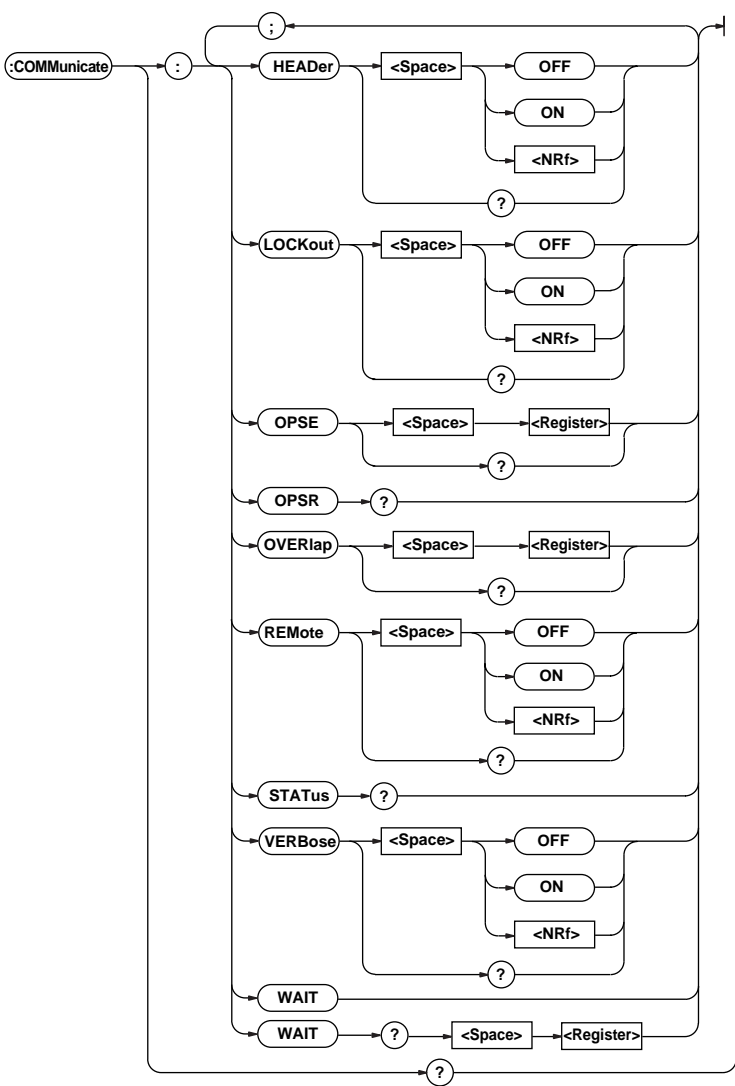 ;
:COMMunicate : HEADer <Space> OFF
ON
<NRf>
?
LOCKout <Space> OFF
ON
<NRf>
?
OPSE <Space> <Register>
?
OPSR ?
OVERlap <Space> <Register>
?
REMote <Space> OFF
ON
<NRf>
?
STATus ?
VERBose <Space> OFF
ON
<NRf>
?
WAIT
WAIT ? <Space> <Register>
?